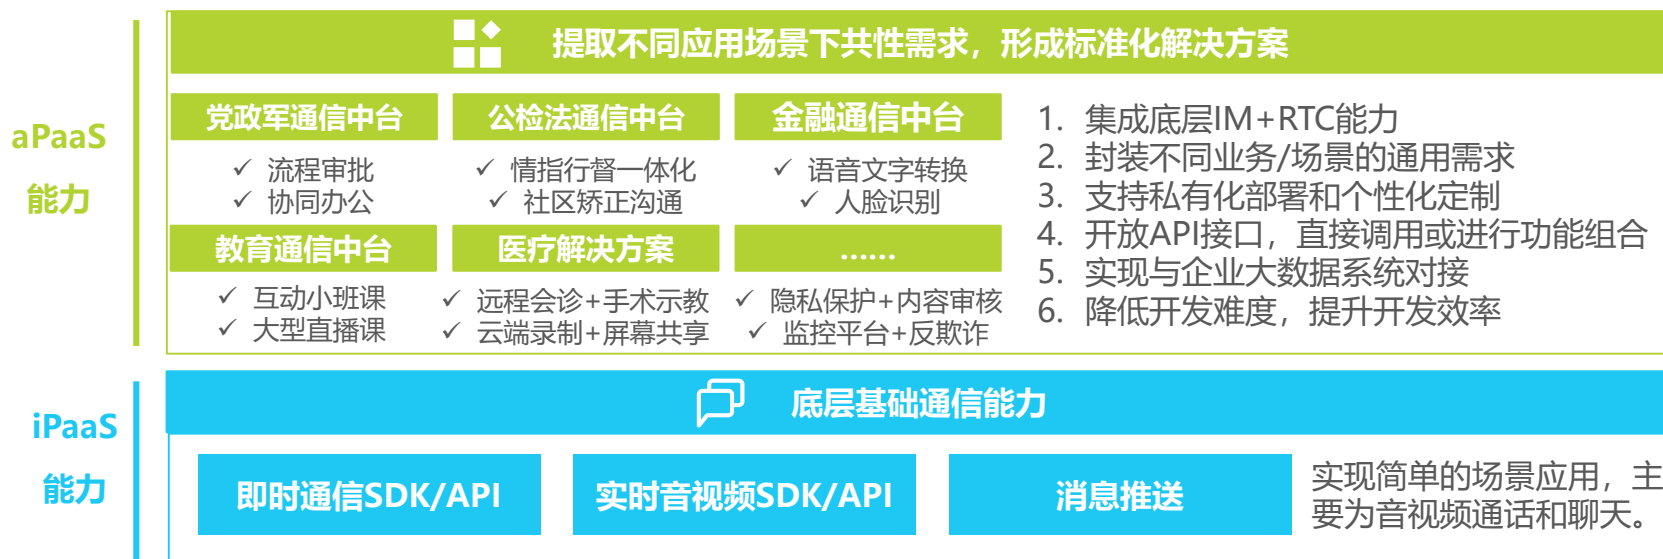 提取不同应用场景下共性需求，形成标准化解决方案
aPaaS
能力
党政军通信中台
公检法通信中台
金融通信中台
✓ 流程审批
✓ 协同办公
✓ 情指行督一体化
✓ 社区矫正沟通
✓ 语音文字转换
✓ 人脸识别
教育通信中台
医疗解决方案
……
✓ 互动小班课
✓ 大型直播课
✓ 远程会诊+手术示教
✓ 云端录制+屏幕共享
✓ 隐私保护+内容审核
✓ 监控平台+反欺诈
1. 集成底层IM+RTC能力
2. 封装不同业务/场景的通用需求
3. 支持私有化部署和个性化定制
4. 开放API接口，直接调用或进行功能组合
5. 实现与企业大数据系统对接
6. 降低开发难度，提升开发效率
iPaaS
能力
底层基础通信能力
即时通信SDK/API
实时音视频SDK/API
消息推送
实现简单的场景应用，主
要为音视频通话和聊天。